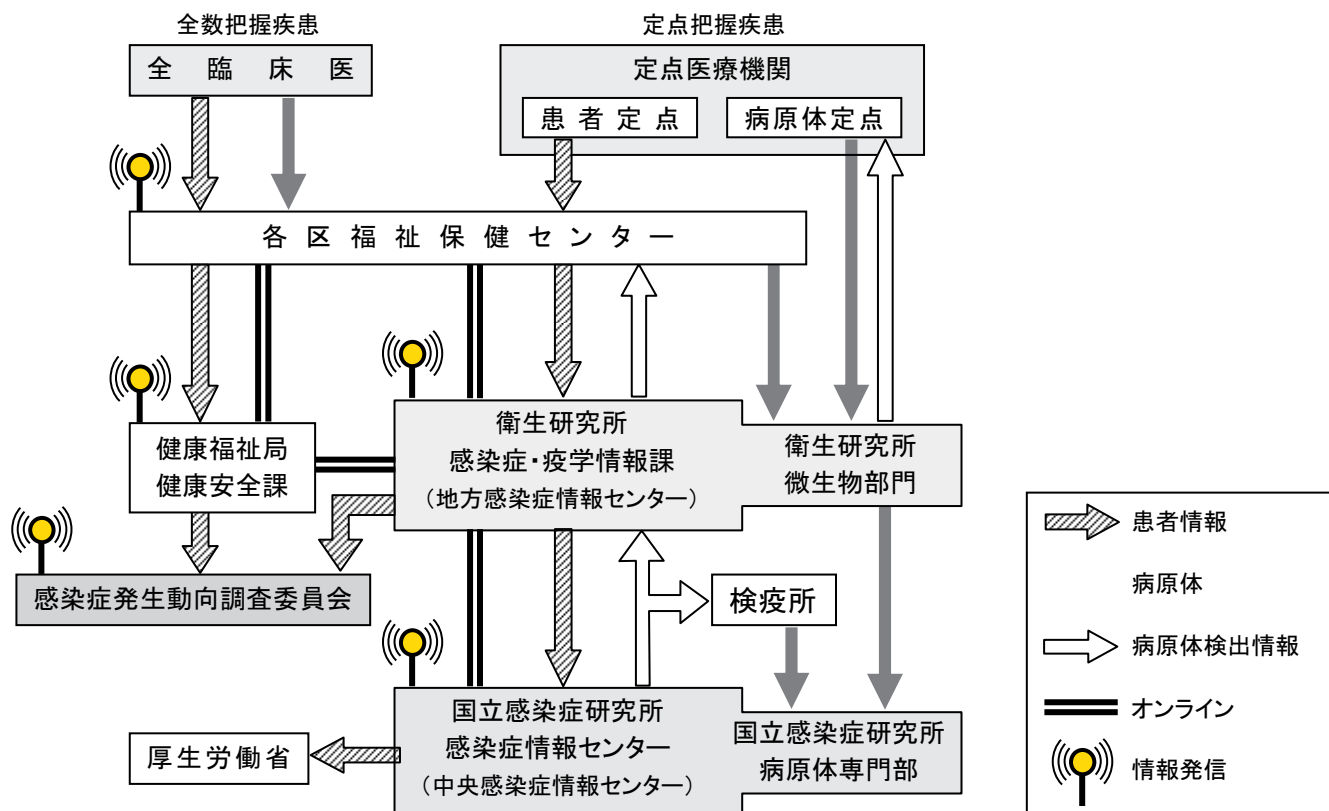 全数把握疾患
定点把握疾患
全臨床医
定点医療機関
患者定点
病原体定点
各区福祉保健センター
健康福祉局
健康安全課
衛生研究所
感染症・疫学情報課
（地方感染症情報センター）
衛生研究所
微生物部門
感染症発生動向調査委員会
検疫所
国立感染症研究所
感染症情報センター
（中央感染症情報センター）
国立感染症研究所
病原体専門部
厚生労働省
患者情報
病原体
病原体検出情報
オンライン
情報発信